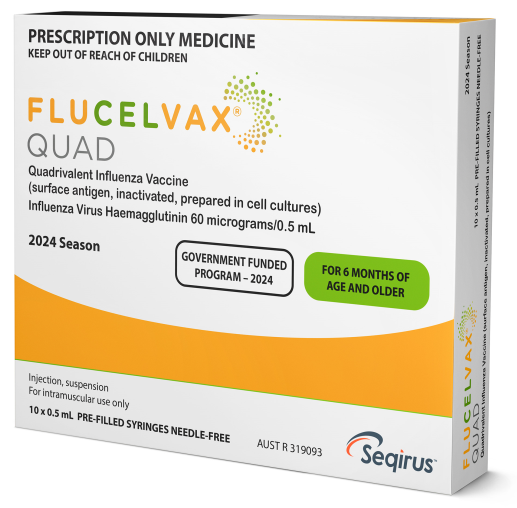 PRESCRIPTION ONLY MEDICINE
KEEP OUT OF REACH OF CHILDREN
FLUCELVAX®
QUAD
Quadrivalent Influenza Vaccine
(surface antigen, inactivated, prepared in cell cultures)
Influenza Virus Haemagglutinin 60 micrograms/0.5 mL
2024 Season
GOVERNMENT FUNDED
PROGRAM – 2024
FOR 6 MONTHS OF
AGE AND OLDER
Injection, suspension
For intramuscular use only
10 x 0.5 mL PRE-FILLED SYRINGES NEEDLE-FREE
AUST R 319093
Seqirus™
FLUCELVAX®
QUAD
Quadrivalent Influenza Vaccine (surface antigen, inactivated, prepared in cell cultures)
10 x 0.5 mL PRE-FILLED SYRINGES NEEDLE-FREE
2024 Season